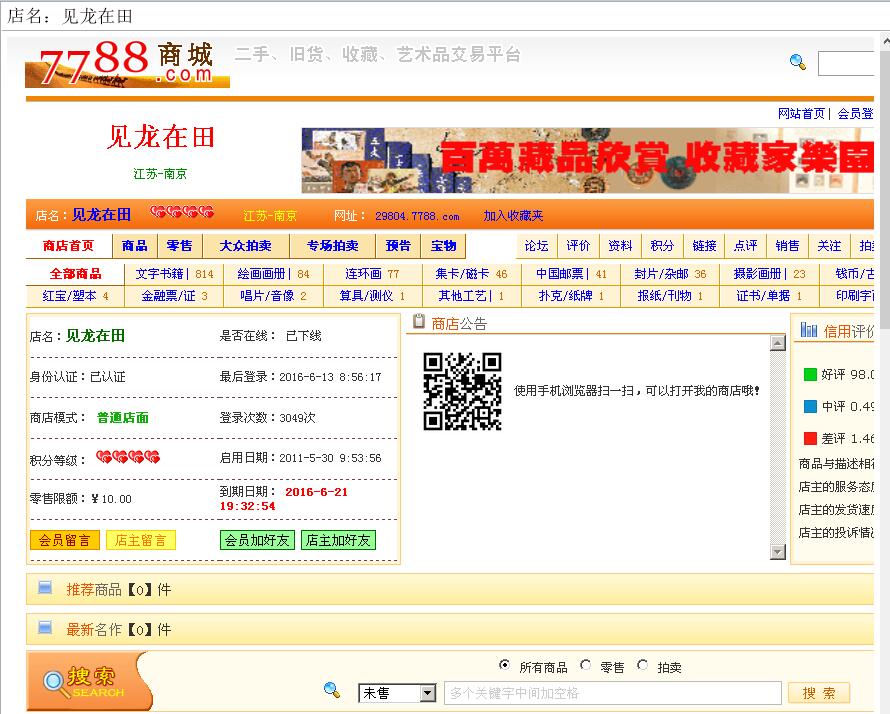 店名：见龙在田
7788商城
.com
二手、旧货、收藏、艺术品交易平台
网站首页| 会员登
见龙在田
江苏-南京
百萬藏品欣賞 收藏家樂園
店名：见龙在田 江苏-南京 网址： 29804.7788.com 加入收藏夹
商店首页 商品 零售 大众拍卖 专场拍卖 预告 宝物 论坛 评价 资料 积分 链接 点评 销售 关注 拍
全部商品 文字书籍| 814 绘画画册| 84 连环画 77 集卡/磁卡 46 中国邮票| 41 封片/杂邮 36 摄影画册| 23 钱币/古
红宝/塑本 4 金融票/证 3 唱片/音像 2 算具/测仪 1 其他工艺| 1 扑克/纸牌 1 报纸/刊物 1 证书/单据 1 印刷字
店名：见龙在田 是否在线： 已下线
身份认证：已认证 最后登录：2016-6-13 8:56:17
商店模式： 普通店面 登录次数：3049次
积分等级： 启用日期：2011-5-30 9:53:56
零售限额：￥10.00 到期日期： 2016-6-21
19:32:54
会员留言 店主留言 会员加好友 店主加好友
商店公告
使用手机浏览器扫一扫，可以打开我的商店哦！
信用评价
好评 98.0
中评 0.49
差评 1.46
商品与描述相符
店主的服务态度
店主的发货速度
店主的投诉情况
推荐商品【0】件
最新名作【0】件
搜索
SEARCH
所有商品 零售 拍卖
未售 多个关键字中间加空格 搜 索